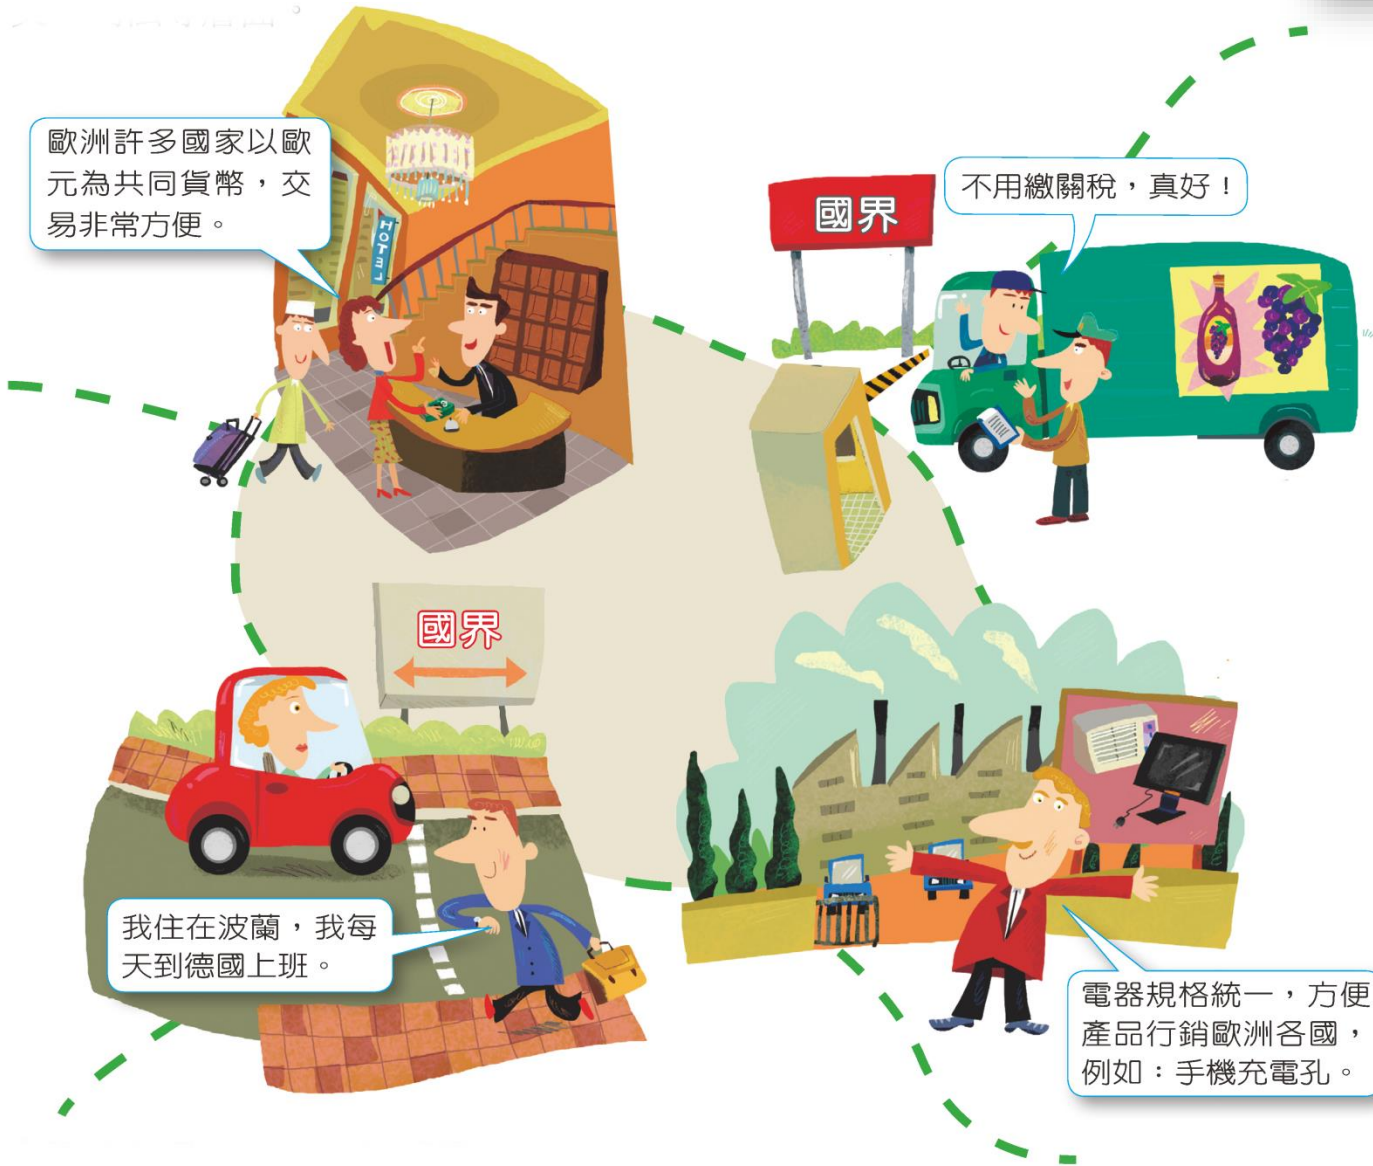 歐洲許多國家以歐
元為共同貨幣，交
易非常方便。
HOTEL
國界
不用繳關稅，真好！
國界
我住在波蘭，我每
天到德國上班。
電器規格統一，方便
產品行銷歐洲各國，
例如：手機充電孔。